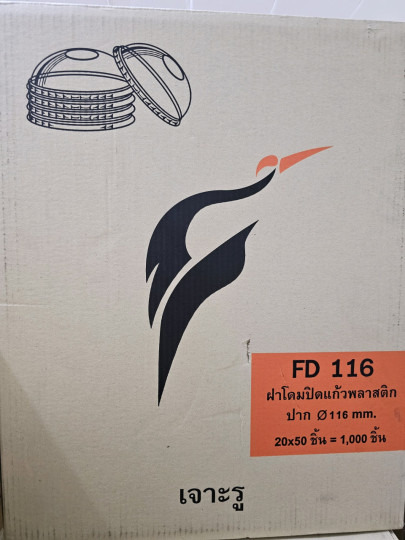 FD 116
ฝาโดมปิดแก้วพลาสติก
ปาก Ø116 mm.
20x50 ชิ้น = 1,000 ชิ้น
เจาะรู